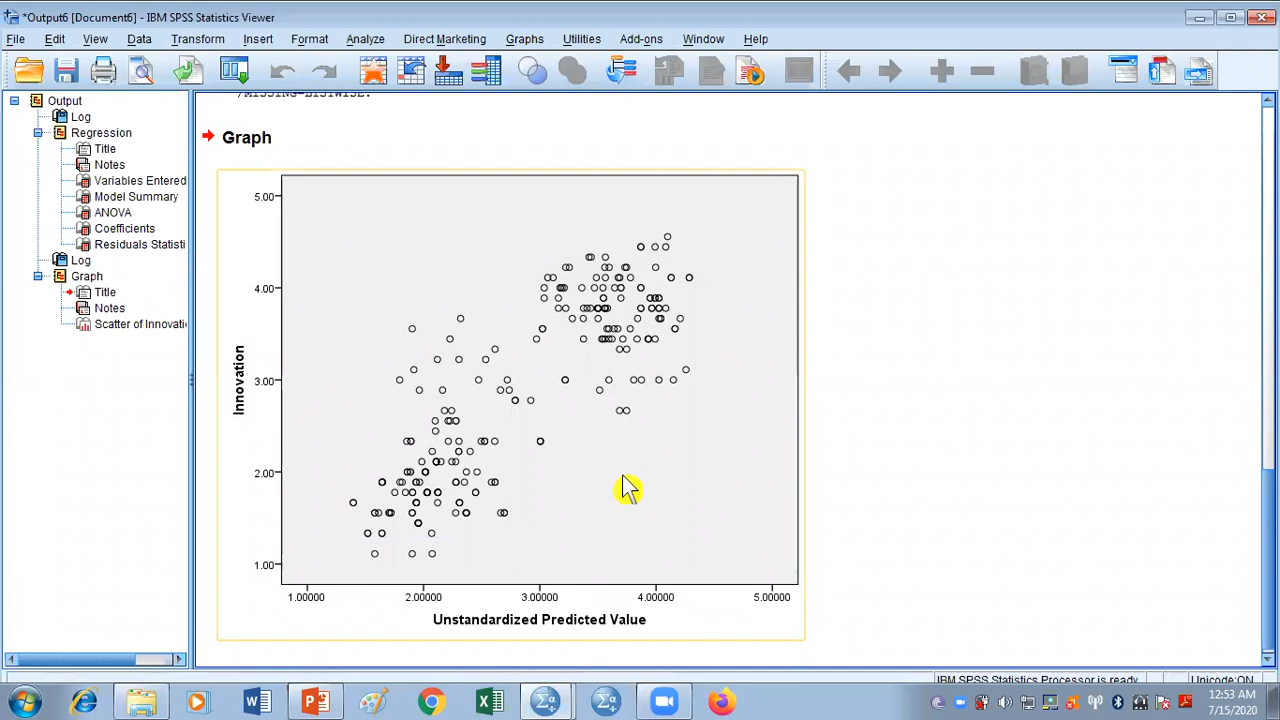 *Output6 [Document6] - IBM SPSS Statistics Viewer
File Edit View Data Transform Insert Format Analyze Direct Marketing Graphs Utilities Add-ons Window Help
Output
Log
Regression
Title
Notes
Variables Entered
Model Summary
ANOVA
Coefficients
Residuals Statisti
Log
Graph
Title
Notes
Scatter of Innovati
/MISSING=LISTWISE.
Graph
5.00
4.00
3.00
2.00
1.00
Innovation
1.00000 2.00000 3.00000 4.00000 5.00000
Unstandardized Predicted Value
IBM SPSS Statistics Processor is ready
Unicode:ON
12:53 AM
7/15/2020